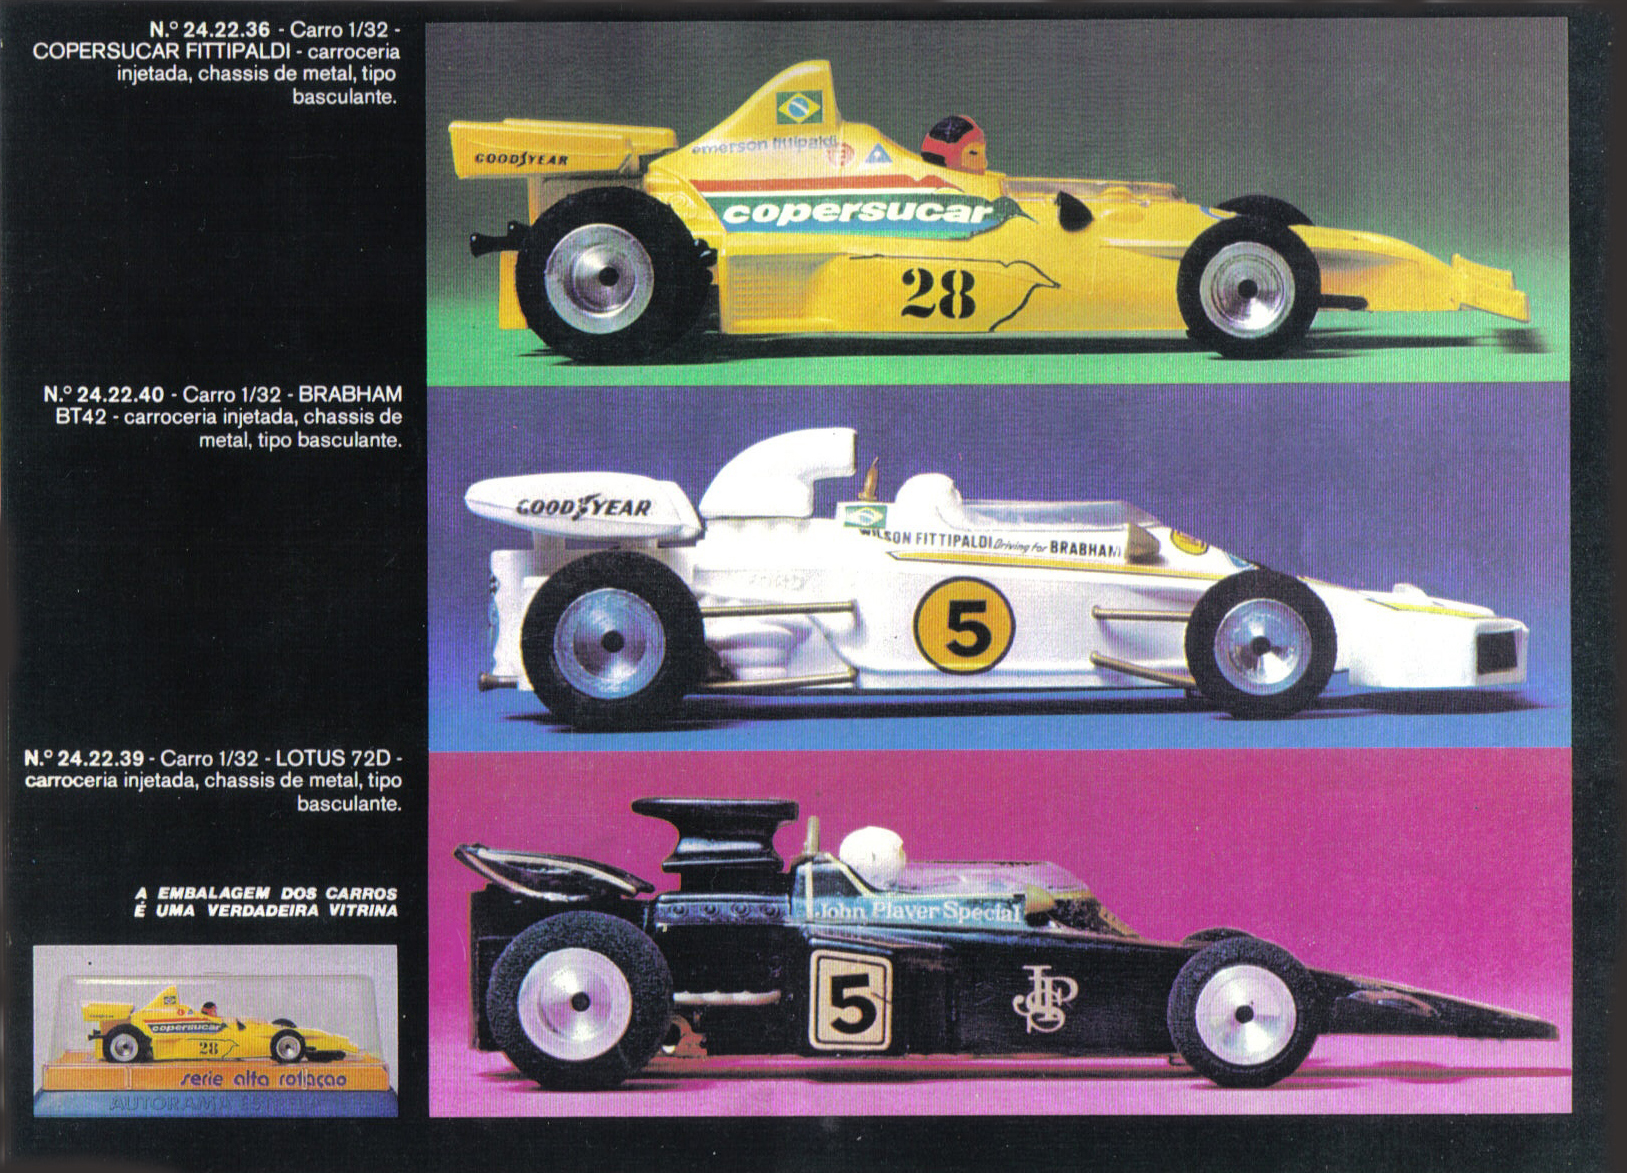 N.º 24.22.36 - Carro 1/32 -
COPERSUCAR FITTIPALDI - carroceria
injetada, chassis de metal, tipo
basculante.
GOODYEAR
emerson fittipaldi
copersucar
28
N.º 24.22.40 - Carro 1/32 - BRABHAM
BT42 - carroceria injetada, chassis de
metal, tipo basculante.
GOODYEAR
WILSON FITTIPALDI Driving for BRABHAM
5
N.º 24.22.39 - Carro 1/32 - LOTUS 72D -
carroceria injetada, chassis de metal, tipo
basculante.
John Player Special
5
JPS
A EMBALAGEM DOS CARROS
É UMA VERDADEIRA VITRINA
copersucar
28
serie alta rotaçao
AUTORAMA ESTRELA